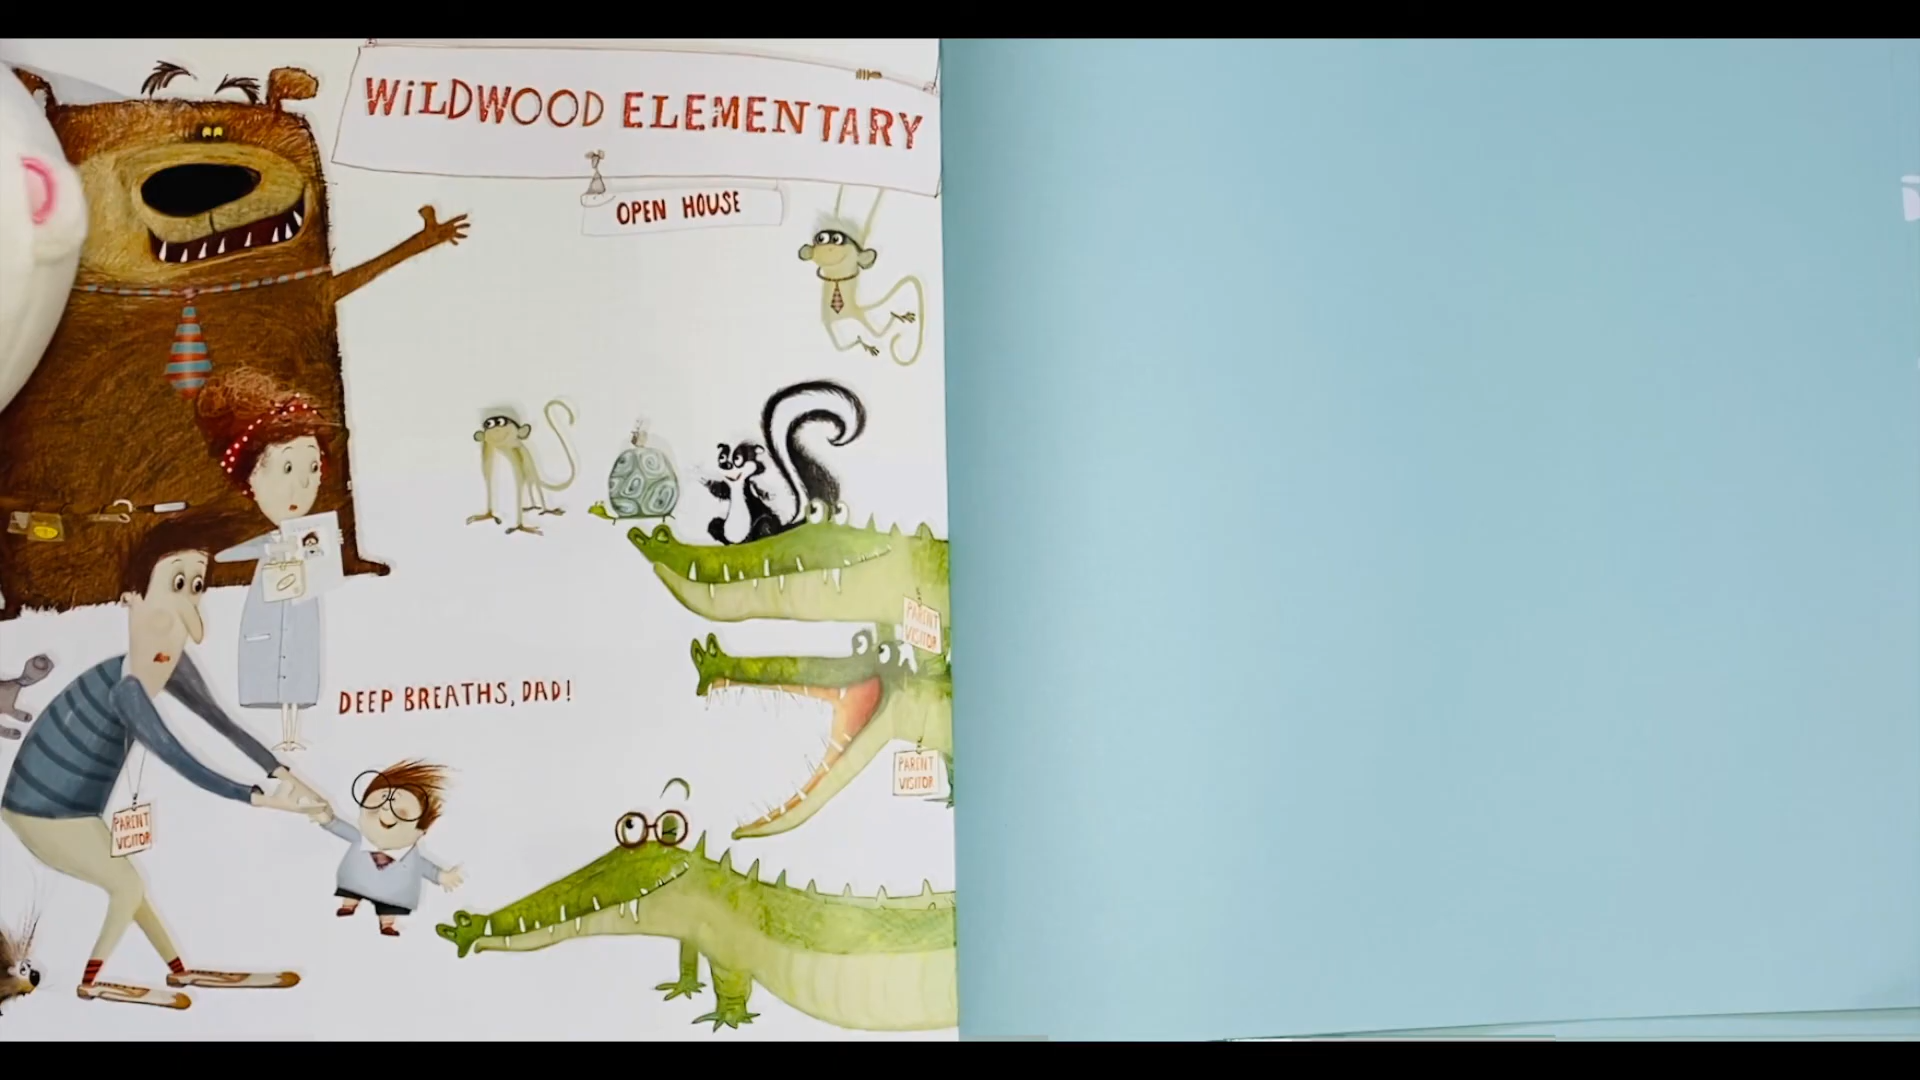 WiLDWOOD ELEMENTARY
OPEN HOUSE
PARENT
VISITOR
DEEP BREATHS, DAD!
PARENT
VISITOR
PARENT
VISITOR